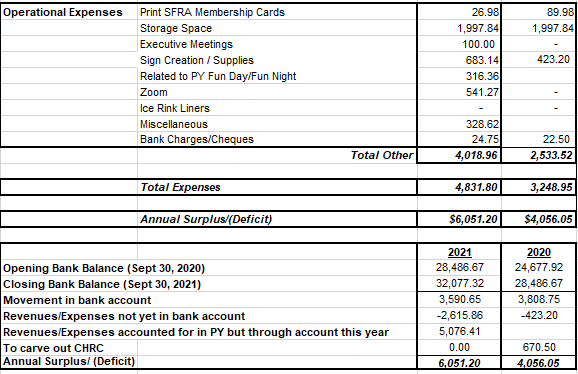 Operational Expenses Print SFRA Membership Cards 26.98 89.98
Storage Space 1,997.84 1,997.84
Executive Meetings 100.00 -
Sign Creation / Supplies 683.14 423.20
Related to PY Fun Day/Fun Night 316.36
Zoom 541.27 -
Ice Rink Liners - -
Miscellaneous 328.62
Bank Charges/Cheques 24.75 22.50
Total Other 4,018.96 2,533.52
Total Expenses 4,831.80 3,248.95
Annual Surplus/(Deficit) $6,051.20 $4,056.05
2021 2020
Opening Bank Balance (Sept 30, 2020) 28,486.67 24,677.92
Closing Bank Balance (Sept 30, 2021) 32,077.32 28,486.67
Movement in bank account 3,590.65 3,808.75
Revenues/Expenses not yet in bank account -2,615.86 -423.20
Revenues/Expenses accounted for in PY but through account this year 5,076.41
To carve out CHRC 0.00 670.50
Annual Surplus/ (Deficit) 6,051.20 4,056.05